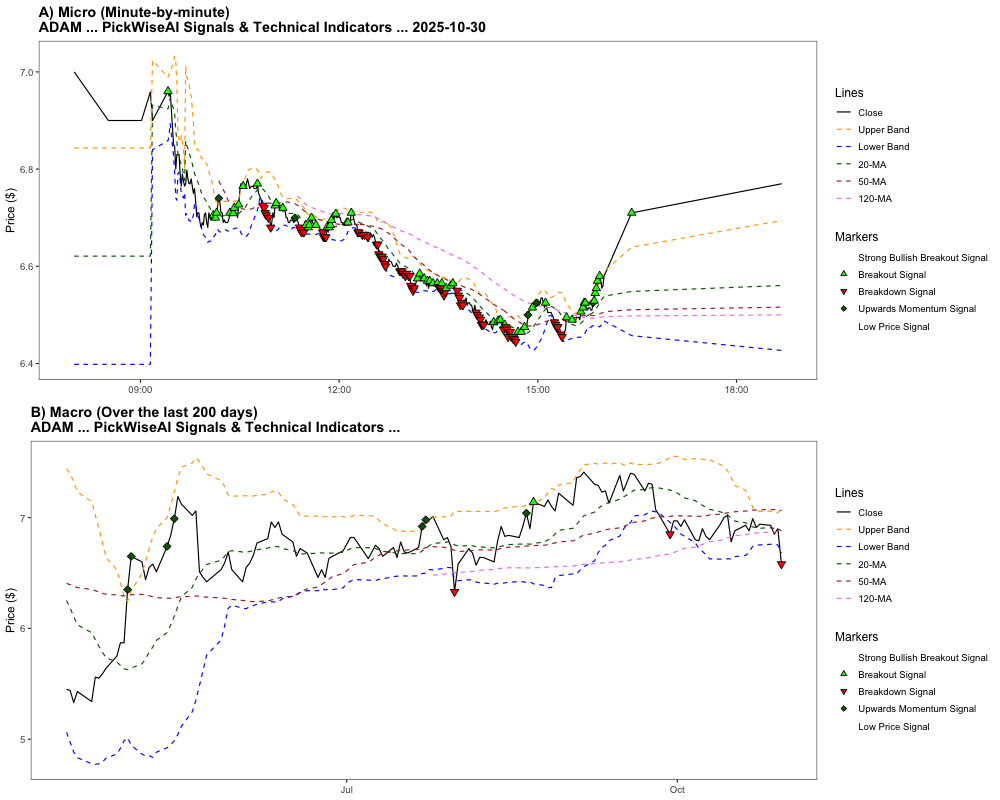 A) Micro (Minute-by-minute)
ADAM ... PickWiseAI Signals & Technical Indicators ... 2025-10-30
Price ($)
7.0
6.8
6.6
6.4
09:00
12:00
15:00
18:00
Lines
Close
Upper Band
Lower Band
20-MA
50-MA
120-MA
Markers
Strong Bullish Breakout Signal
Breakout Signal
Breakdown Signal
Upwards Momentum Signal
Low Price Signal
B) Macro (Over the last 200 days)
ADAM ... PickWiseAI Signals & Technical Indicators ...
Price ($)
7
6
5
Jul
Oct
Lines
Close
Upper Band
Lower Band
20-MA
50-MA
120-MA
Markers
Strong Bullish Breakout Signal
Breakout Signal
Breakdown Signal
Upwards Momentum Signal
Low Price Signal